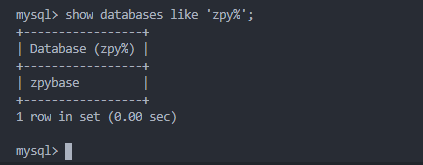 mysql> show databases like 'zpy%';
+-----------------+
| Database (zpy%) |
+-----------------+
| zpybase         |
+-----------------+
1 row in set (0.00 sec)
mysql>